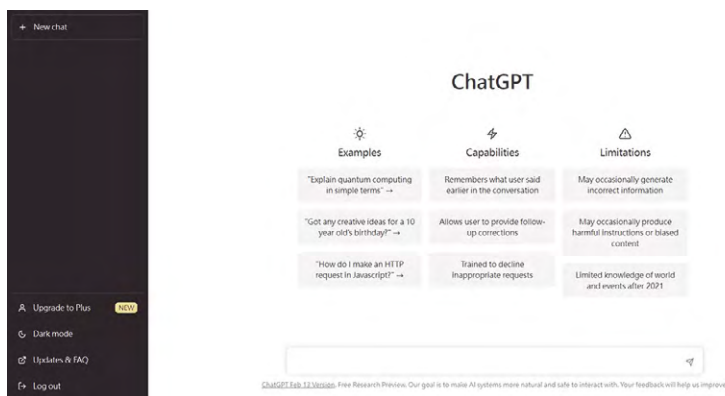 + New chat
ChatGPT
Examples
"Explain quantum computing
in simple terms" →
"Got any creative ideas for a 10
year old's birthday?" →
"How do I make an HTTP
request in Javascript?" →
Capabilities
Remembers what user said
earlier in the conversation
Allows user to provide follow-
up corrections
Trained to decline
inappropriate requests
Limitations
May occasionally generate
incorrect information
May occasionally produce
harmful instructions or biased
content
Limited knowledge of world
and events after 2021
Upgrade to Plus NEW
Dark mode
Updates & FAQ
Log out
ChatGPT Feb 13 Version. Free Research Preview. Our goal is to make AI systems more natural and safe to interact with. Your feedback will help us improve